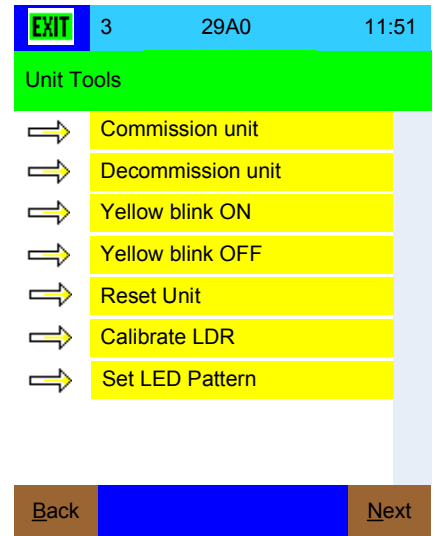 EXIT 3 29A0 11:51
Unit Tools
Commission unit
Decommission unit
Yellow blink ON
Yellow blink OFF
Reset Unit
Calibrate LDR
Set LED Pattern
Back Next